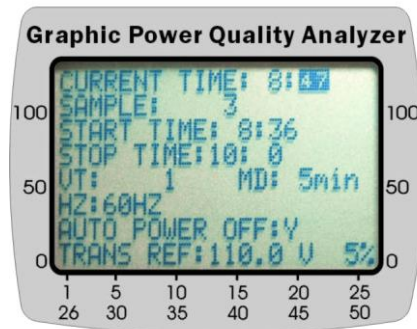 Graphic Power Quality Analyzer
CURRENT TIME: 8:47
SAMPLE: 3
START TIME: 8:36
STOP TIME:10: 0
VT: 1 MD: 5min
HZ:60HZ
AUTO POWER OFF:Y
TRANS REF:110.0 V 5%
100 100
50 50
0 0
1 5 10 15 20 25
26 30 35 40 45 50